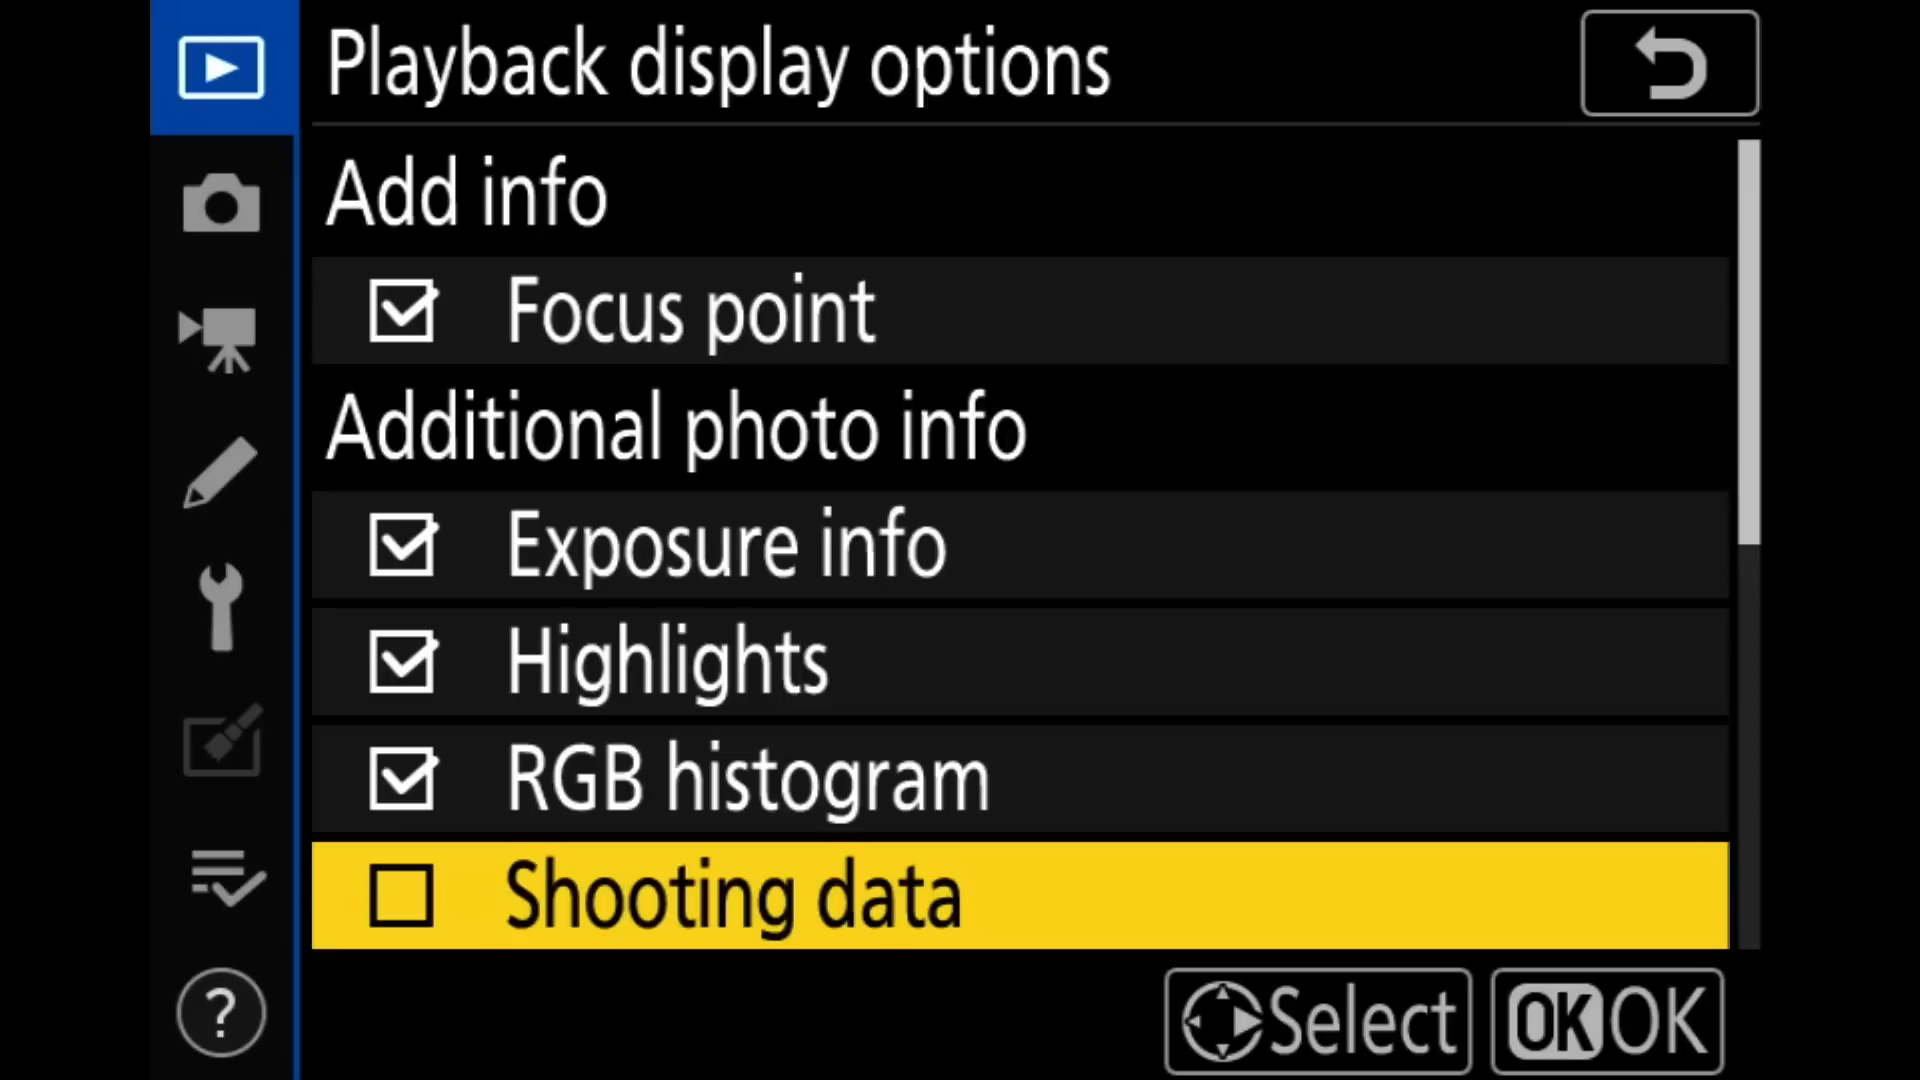 Playback display options
Add info
Focus point
Additional photo info
Exposure info
Highlights
RGB histogram
Shooting data
?
Select
OK OK